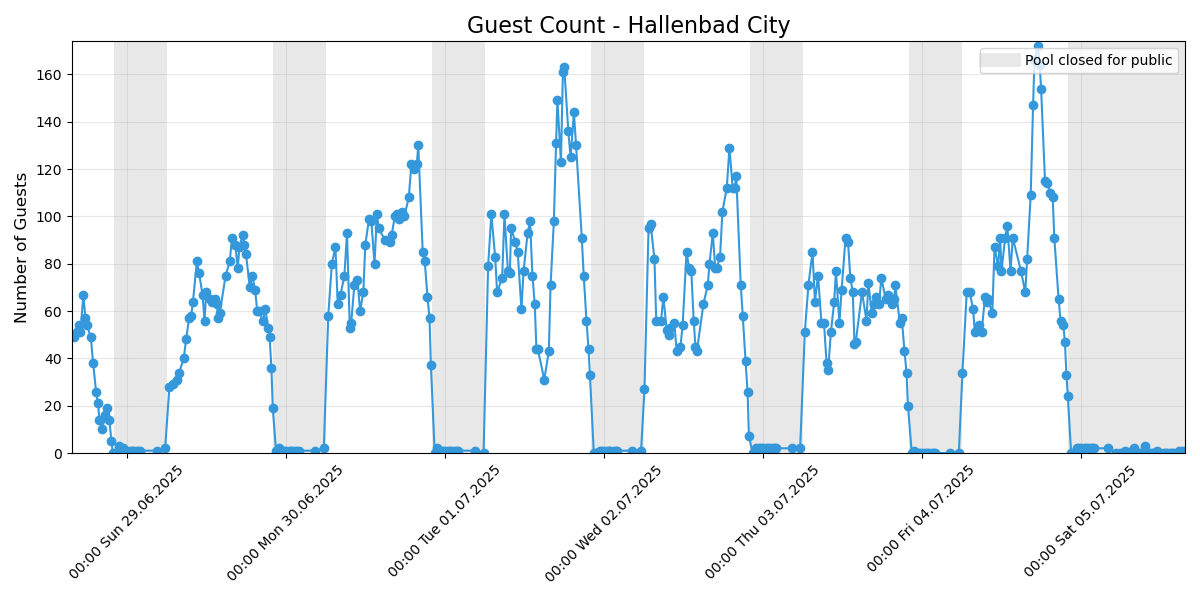 Guest Count - Hallenbad City
Pool closed for public
Number of Guests
160
140
120
100
80
60
40
20
0
00:00 Sun 29.06.2025
00:00 Mon 30.06.2025
00:00 Tue 01.07.2025
00:00 Wed 02.07.2025
00:00 Thu 03.07.2025
00:00 Fri 04.07.2025
00:00 Sat 05.07.2025